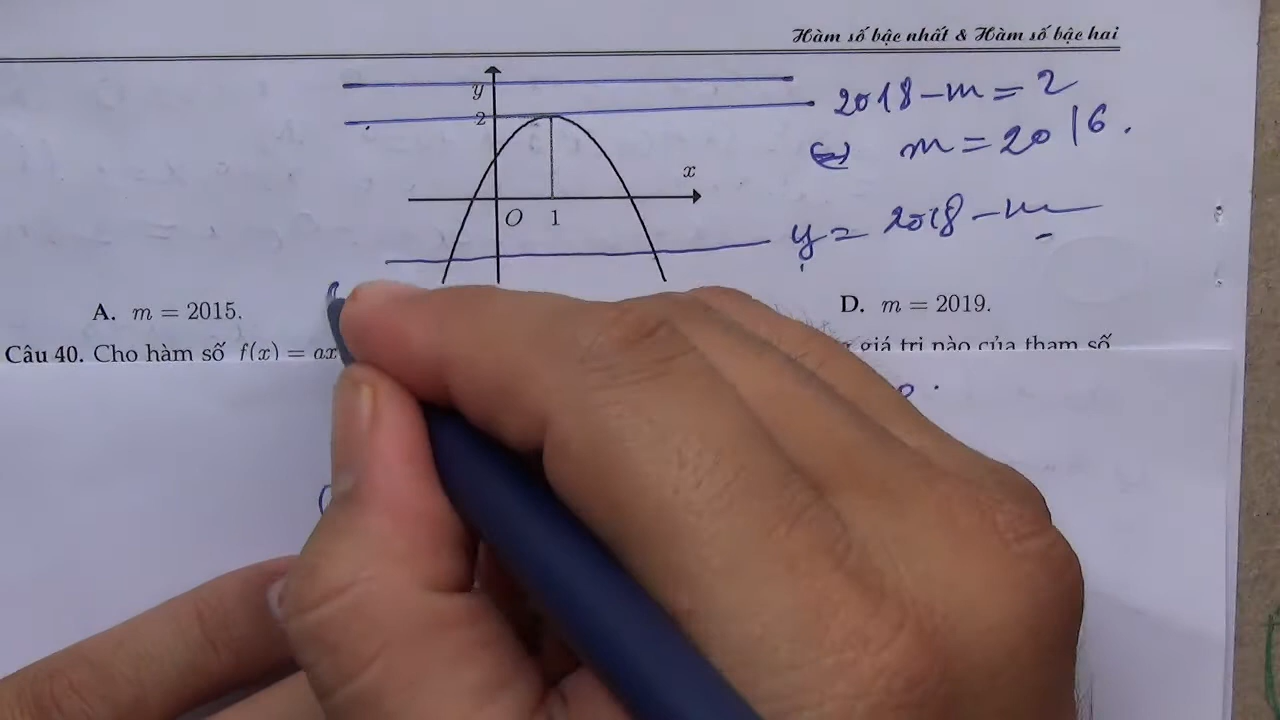 Hàm số bậc nhất & Hàm số bậc hai
y
2
x
O 1
2018 - m = 2
⇔ m = 2016.
y = 2018 - m
A. m = 2015.
D. m = 2019.
Câu 40. Cho hàm số f(x) = ax
giá trị nào của tham số